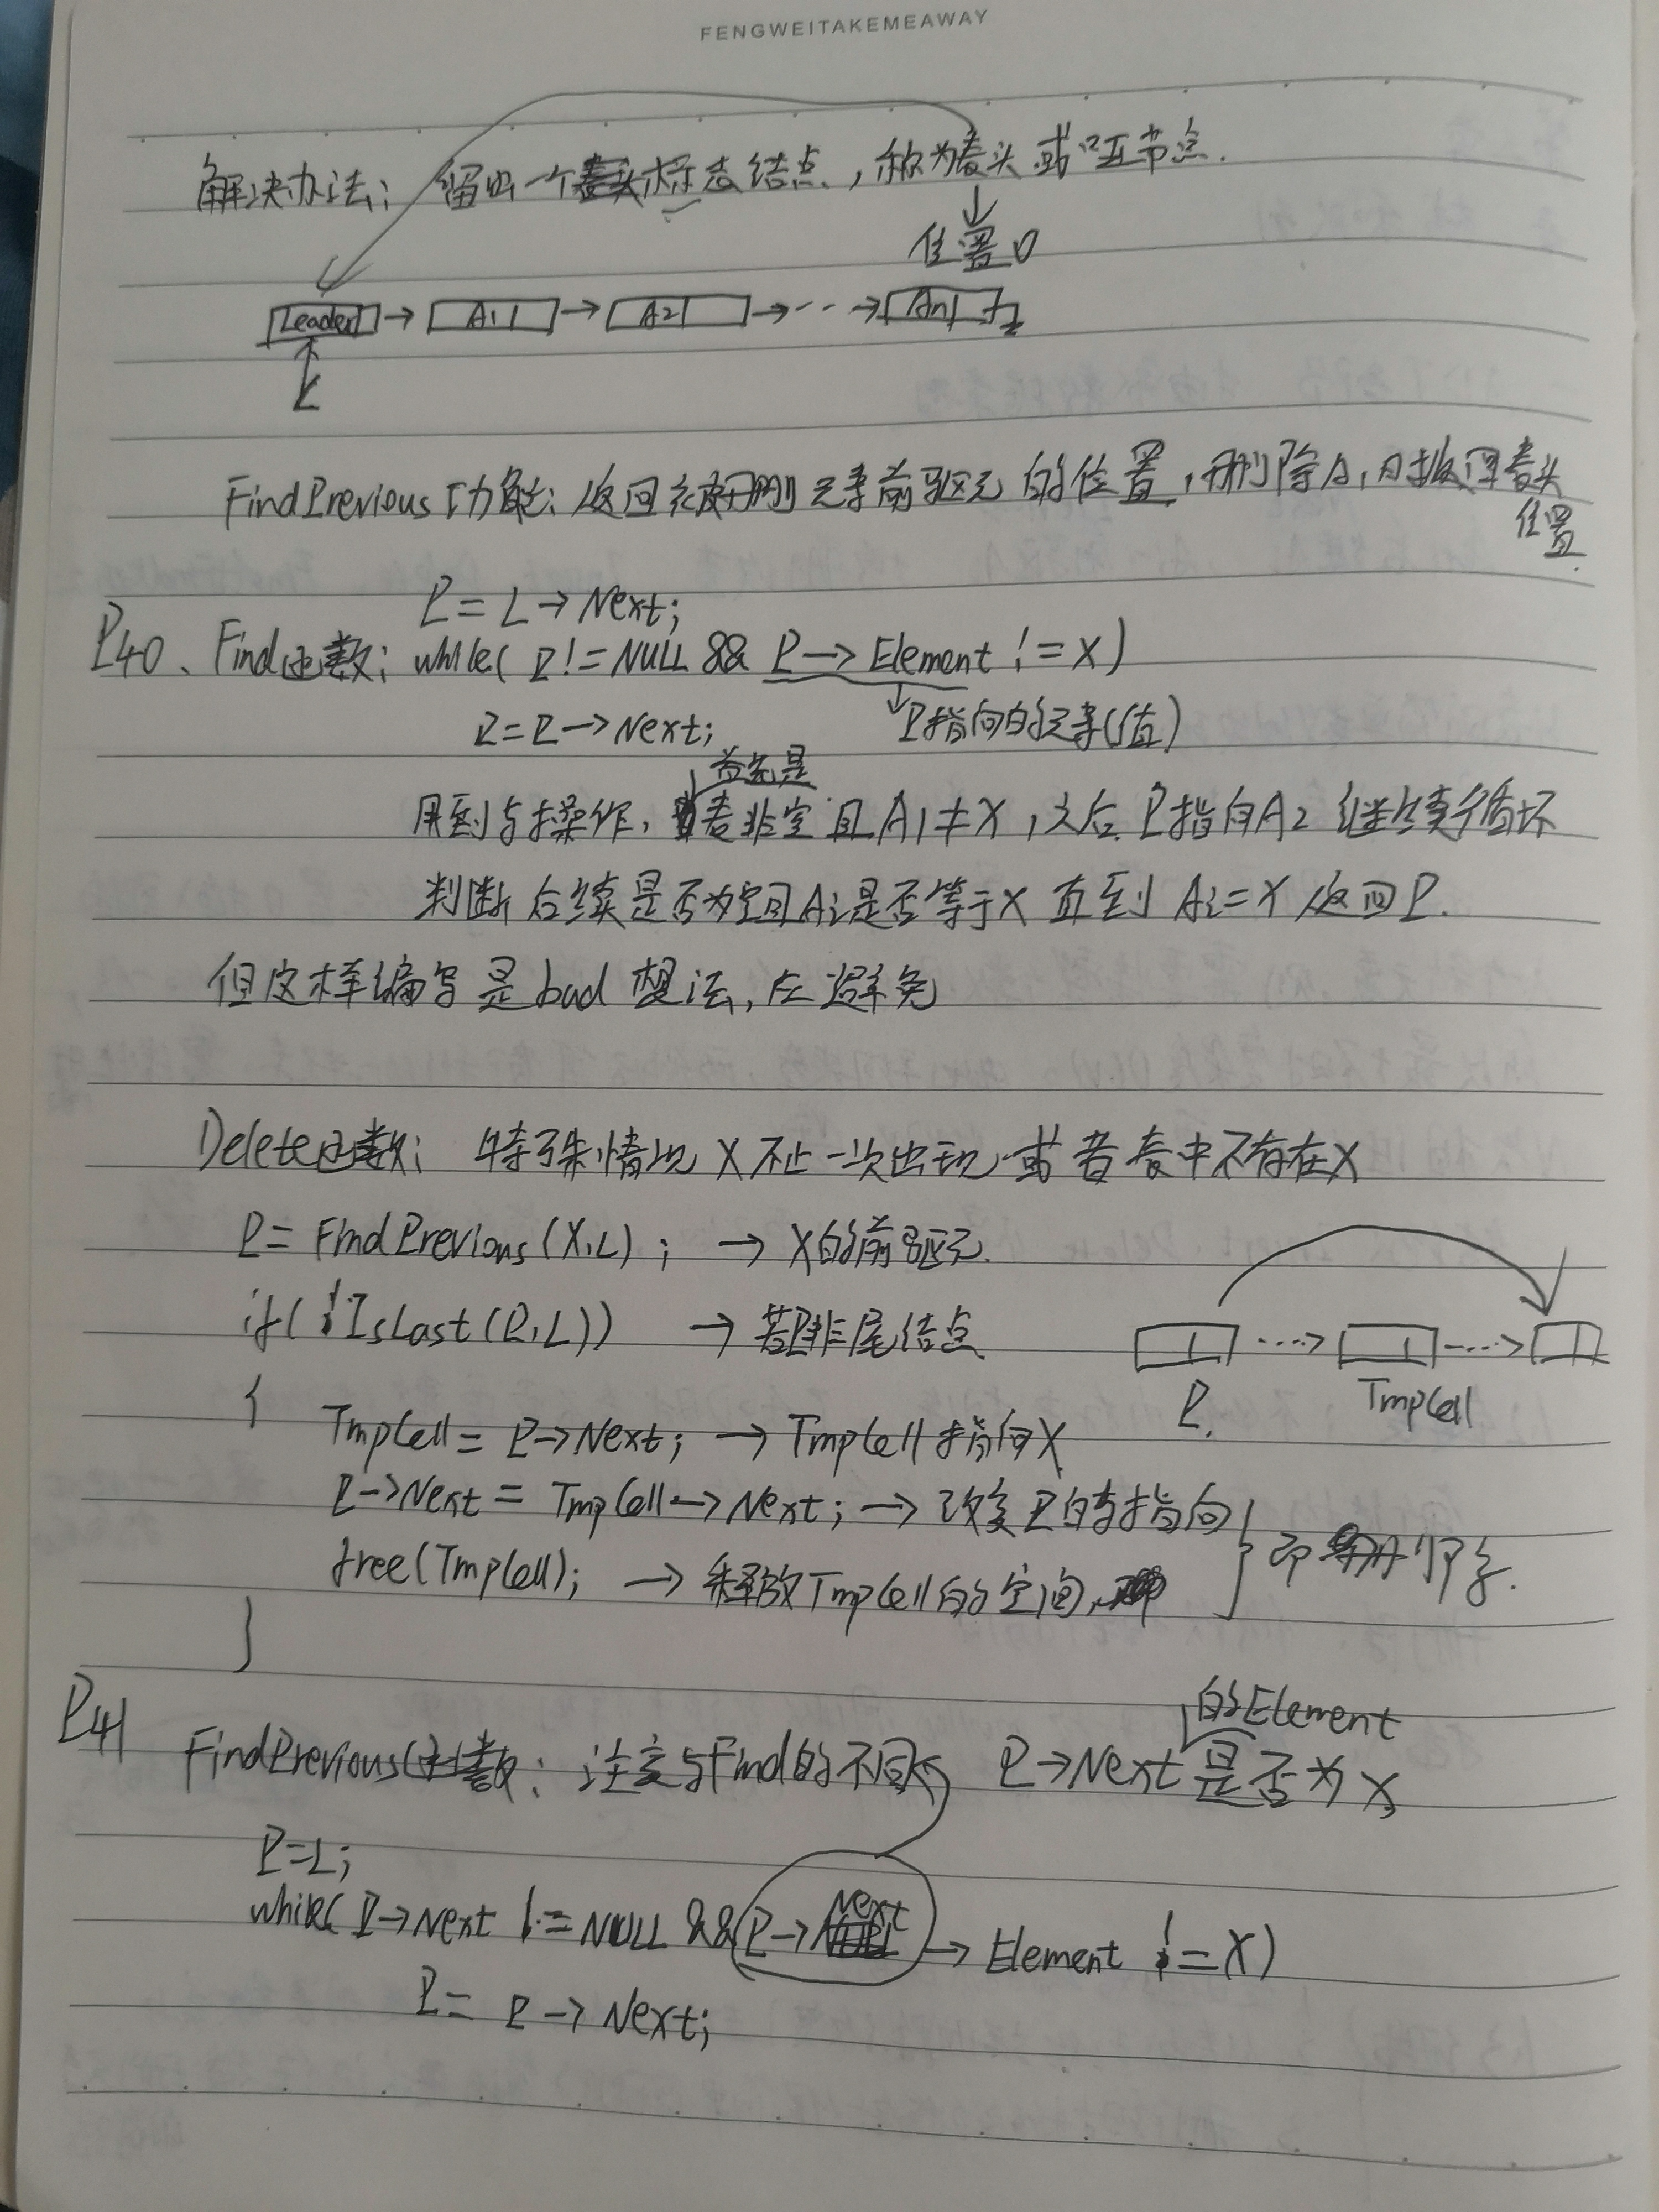 FENGWEITAKEMEAWAY
解决办法: 留出一个标志结点, 称为表头或哑节点.
位置0
Leader → A1 → A2 → ··· → An
L
FindPrevious功能: 返回被删元素前驱元的位置, 删除A1时返回表头
位置.
P = L → Next;
P40、Find函数: while( P != NULL && P → Element != X )
P = P → Next; P指向的元素(值)
首先是
用到与操作, 表非空且A1≠X, 之后P指向A2 继续循环
判断后续是否为空且Ai是否等于X 直到 Ai=X 返回P.
但这样编写是bad想法, 应避免
Delete函数: 特殊情况 X不止一次出现 或者表中不存在X
P = FindPrevious(X,L); → X的前驱元.
if( !IsLast(P,L)) → 若P非尾结点
{
P. TmpCell
TmpCell = P→Next; → TmpCell指向X
P→Next = TmpCell→Next; → 改变P的指向
free(TmpCell); → 释放TmpCell的空间,
}
P41
的Element
FindPrevious函数: 注意与Find的不同 P→Next是否为X
P=L;
while( P→Next != NULL && P→Next → Element != X)
P = P → Next;